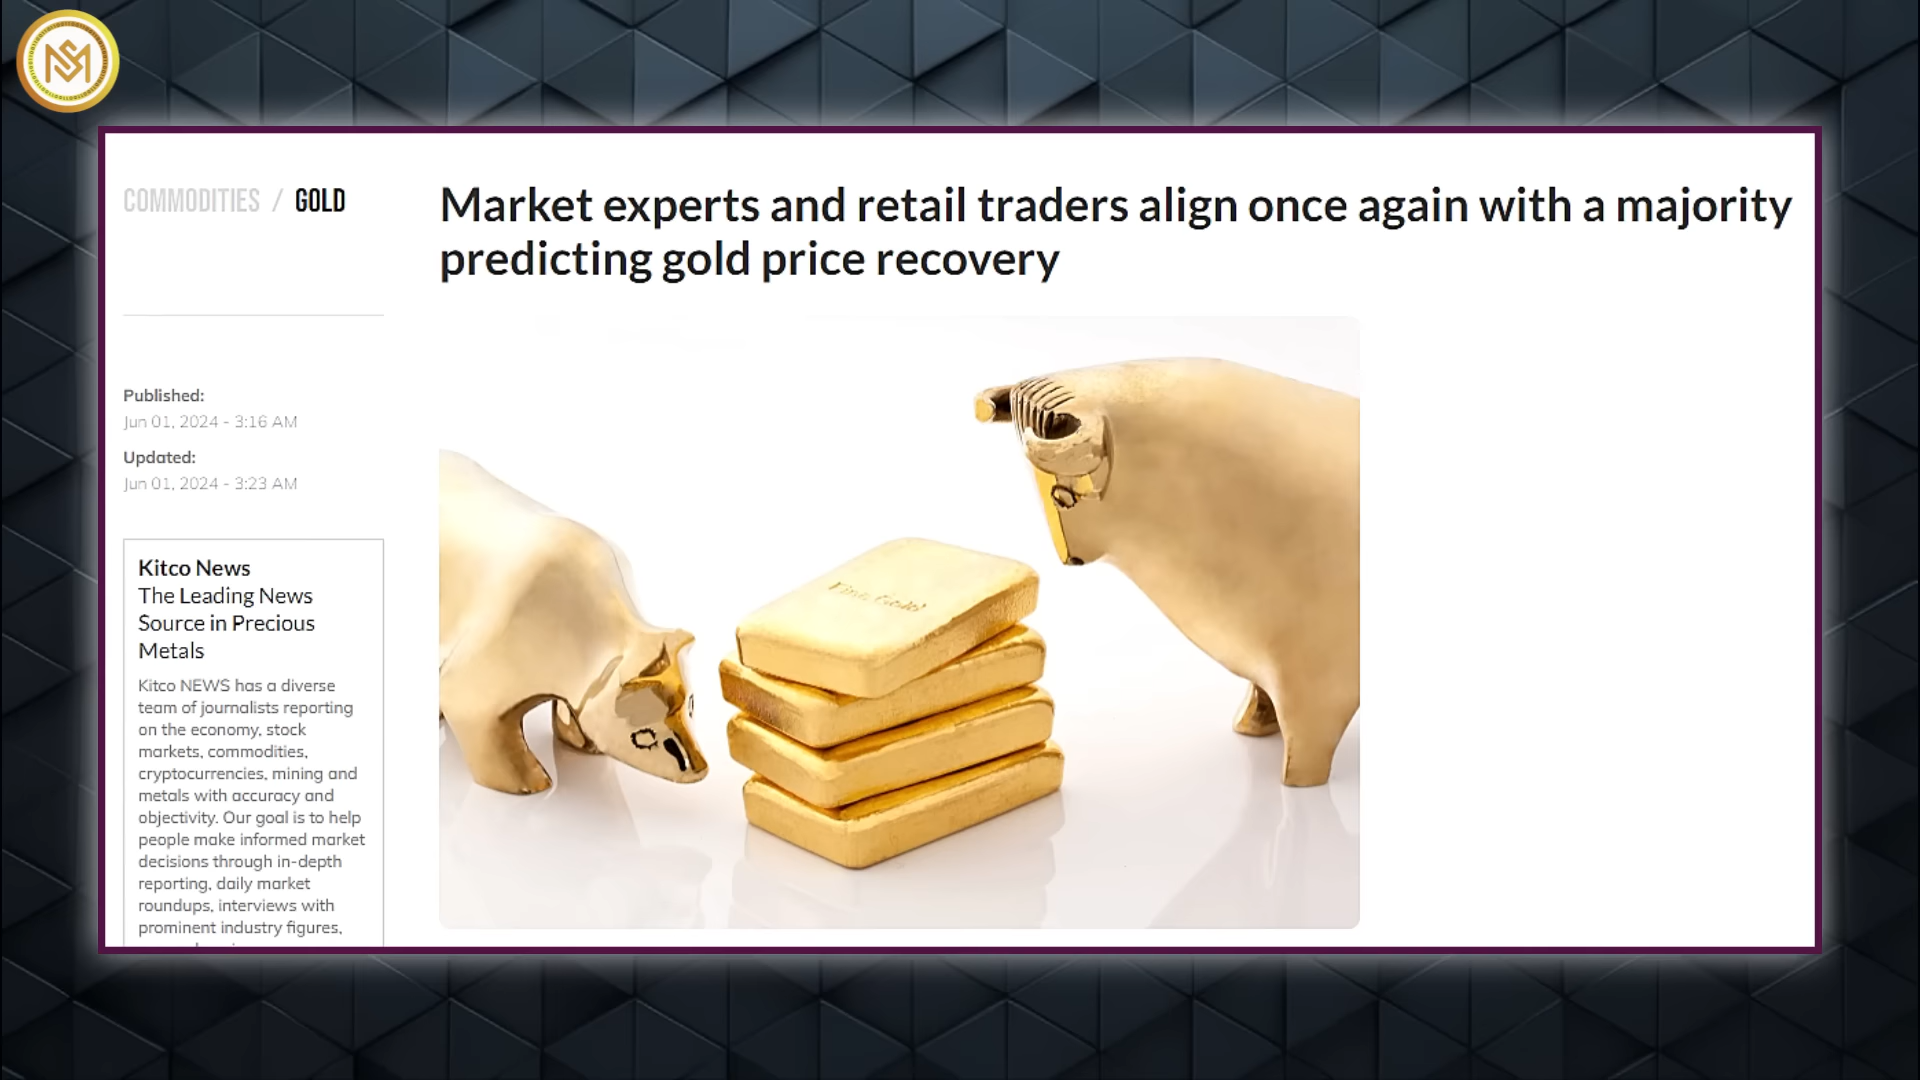 COMMODITIES / GOLD
Market experts and retail traders align once again with a majority
predicting gold price recovery
Published:
Jun 01, 2024 - 3:16 AM
Updated:
Jun 01, 2024 - 3:23 AM
Kitco News
The Leading News
Source in Precious
Metals
Kitco NEWS has a diverse
team of journalists reporting
on the economy, stock
markets, commodities,
cryptocurrencies, mining and
metals with accuracy and
objectivity. Our goal is to help
people make informed market
decisions through in-depth
reporting, daily market
roundups, interviews with
prominent industry figures,
Fine Gold